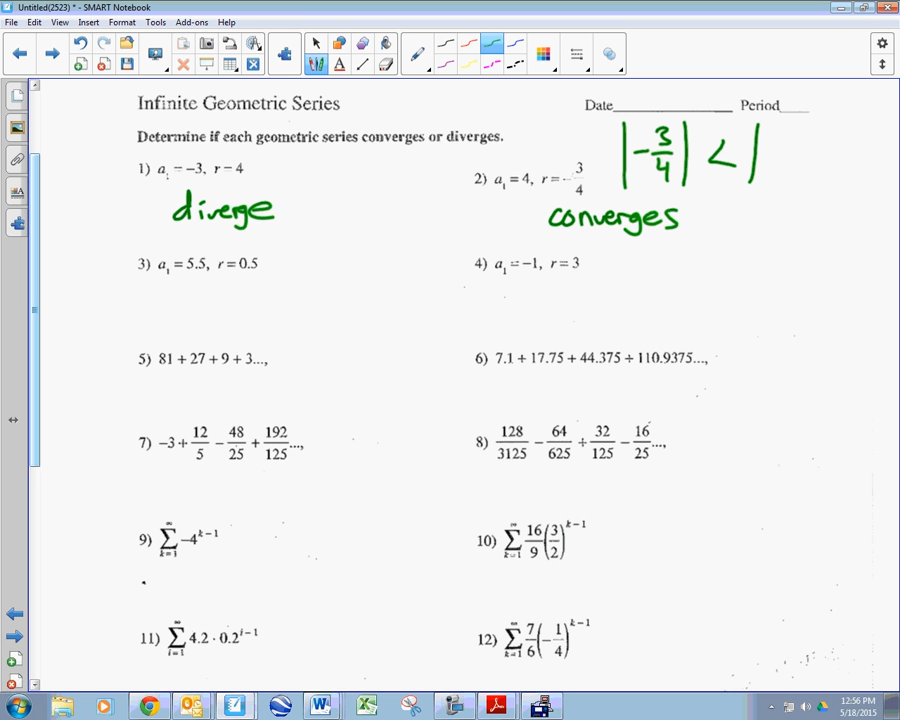 Untitled(2523) * - SMART Notebook
File Edit View Insert Format Tools Add-ons Help
Infinite Geometric Series
Date____________ Period____
Determine if each geometric series converges or diverges.
|-3/4| < 1
1) a₁ = −3, r = 4
2) a₁ = 4, r = −3/4
diverge
converges
3) a₁ = 5.5, r = 0.5
4) a₁ = −1, r = 3
5) 81 + 27 + 9 + 3...,
6) 7.1 + 17.75 + 44.375 + 110.9375...,
7) −3 + 12/5 − 48/25 + 192/125...,
8) 128/3125 − 64/625 + 32/125 − 16/25...,
9) ∑_{k=1}^{∞} −4^{k−1}
10) ∑_{k=1}^{∞} 16/9(3/2)^{k−1}
11) ∑_{i=1}^{∞} 4.2 · 0.2^{i−1}
12) ∑_{k=1}^{∞} 7/6(−1/4)^{k−1}
12:56 PM
5/18/2015